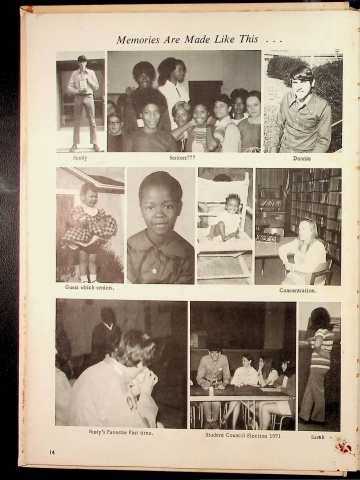 Memories Are Made Like This . . .
Sandy
Seniors???
Donnie
Guess which seniors.
Concentration.
Rusty's Favorite Past time.
Student Council Election 1971
Sarah
14